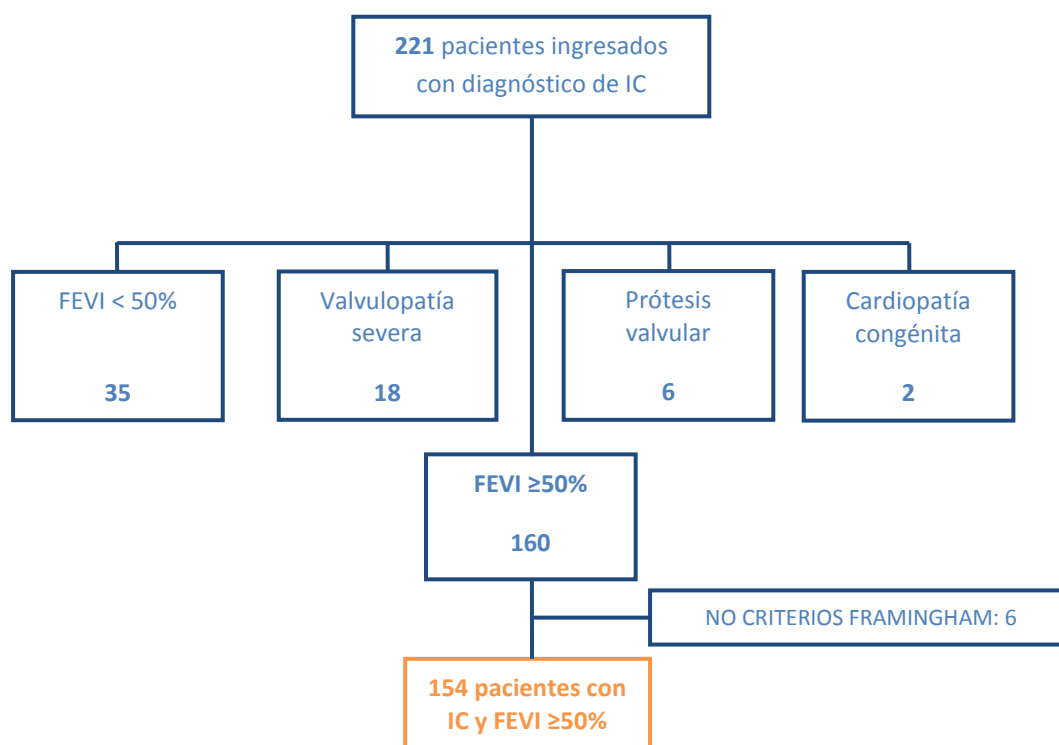 221 pacientes ingresados
con diagnóstico de IC
FEVI < 50%
35
Valvulopatía
severa
18
Prótesis
valvular
6
Cardiopatía
congénita
2
FEVI ≥50%
160
NO CRITERIOS FRAMINGHAM: 6
154 pacientes con
IC y FEVI ≥50%